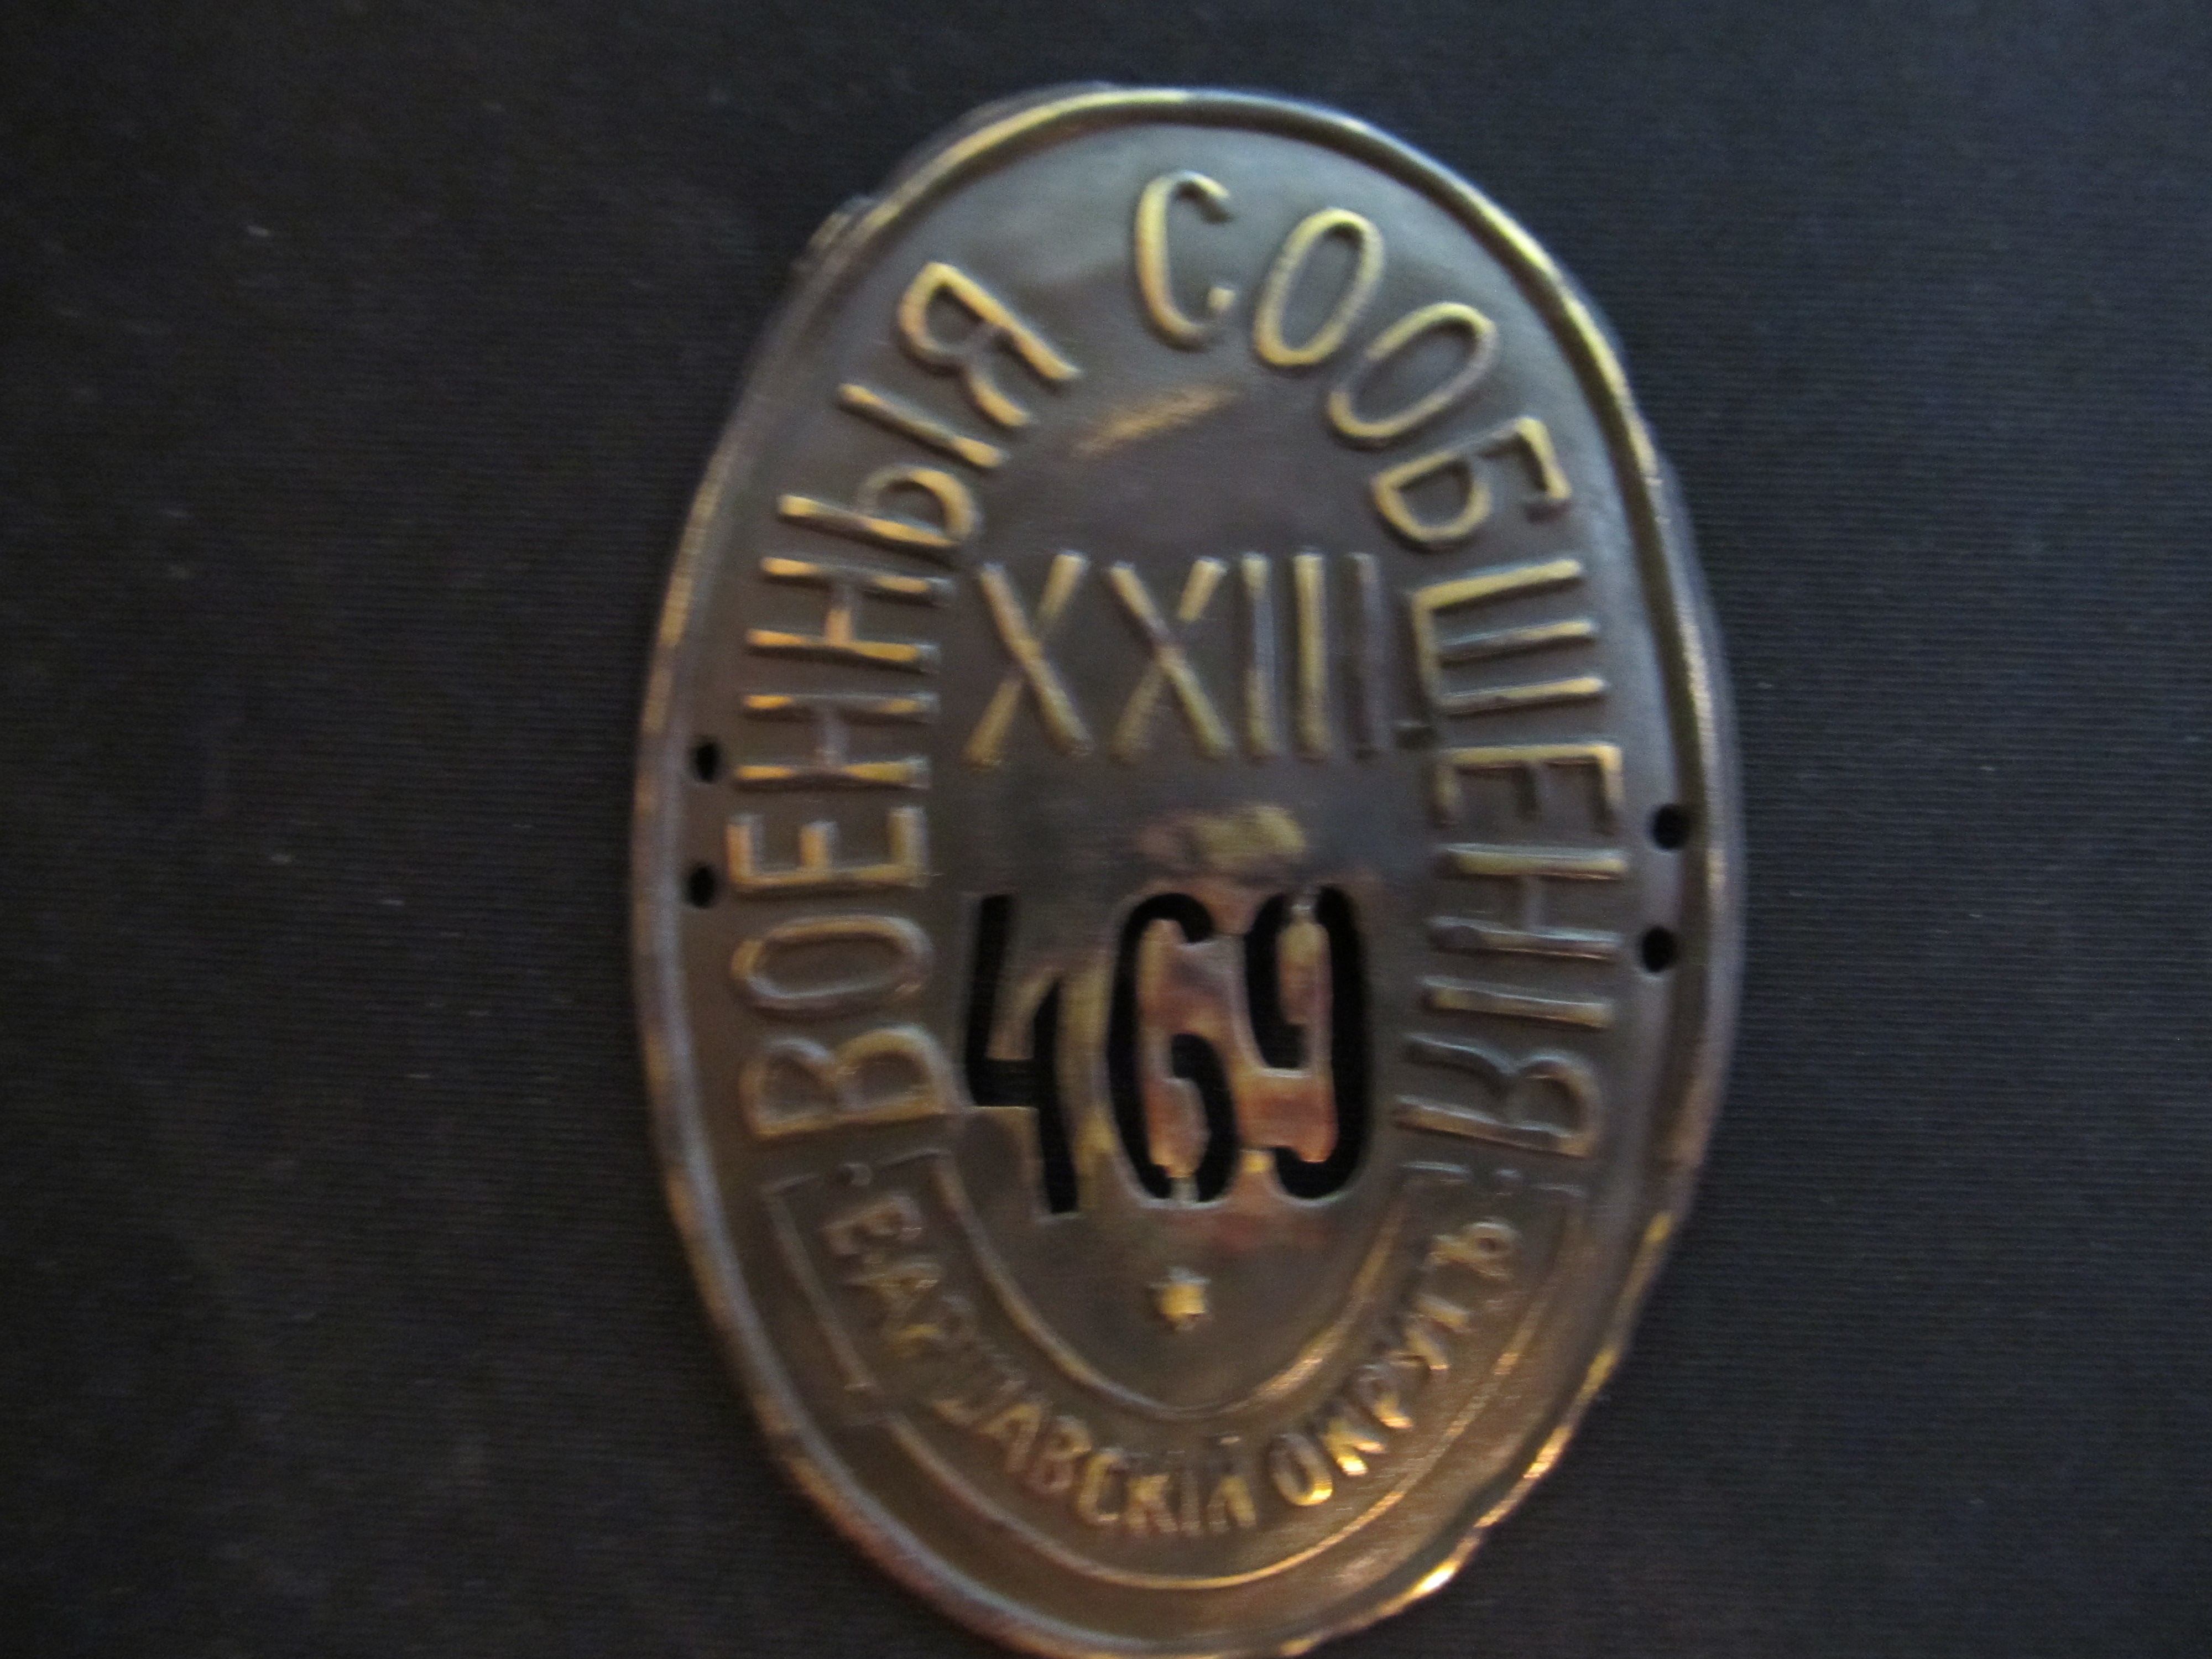 ВОЕННЫЯ СООБЩЕНІЯ
XXIII
469
ВАРШАВСКІЙ ОКРУГЪ